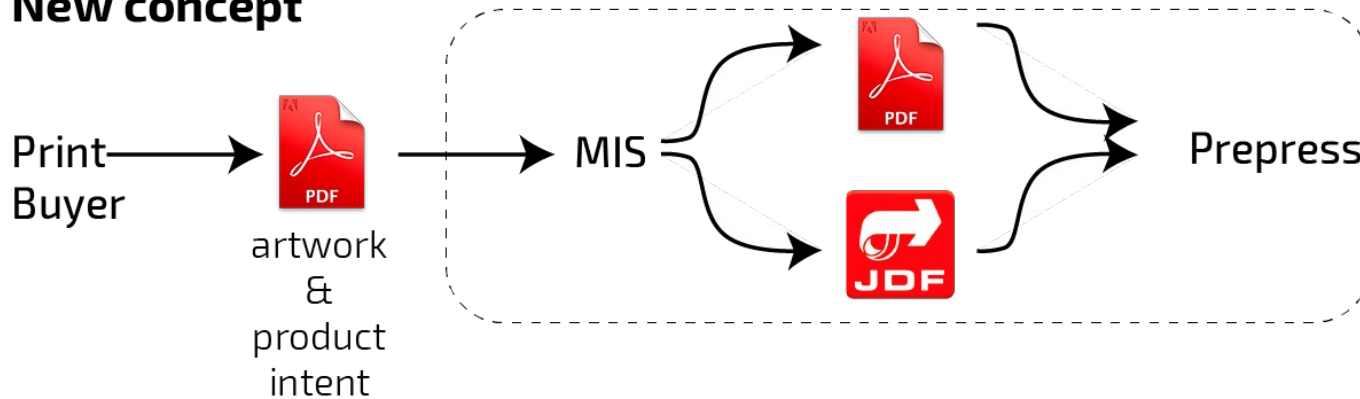 New concept
Print
Buyer
PDF
artwork
&
product
intent
MIS
PDF
JDF
Prepress